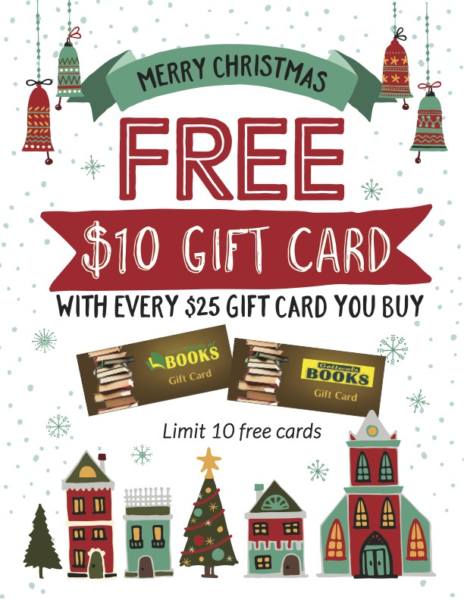 MERRY CHRISTMAS
FREE
$10 GIFT CARD
WITH EVERY $25 GIFT CARD YOU BUY
BOOKS
Gift Card
Gottwals
BOOKS
Gift Card
Limit 10 free cards